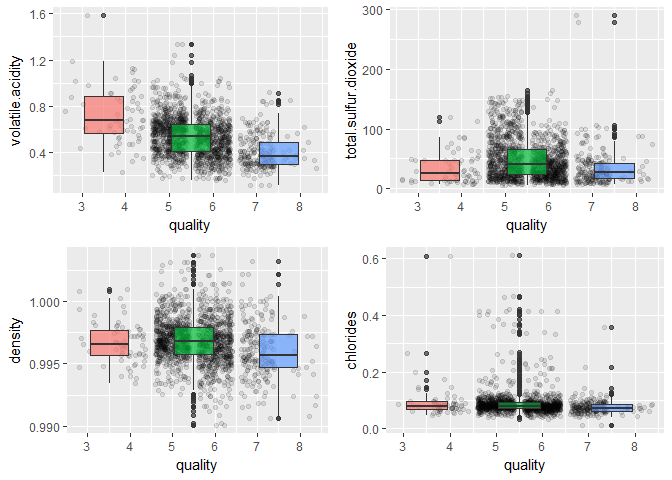 volatile.acidity
1.6
1.2
0.8
0.4
3 4 5 6 7 8
quality
total.sulfur.dioxide
300
200
100
0
3 4 5 6 7 8
quality
density
1.000
0.995
0.990
3 4 5 6 7 8
quality
chlorides
0.6
0.4
0.2
0.0
3 4 5 6 7 8
quality